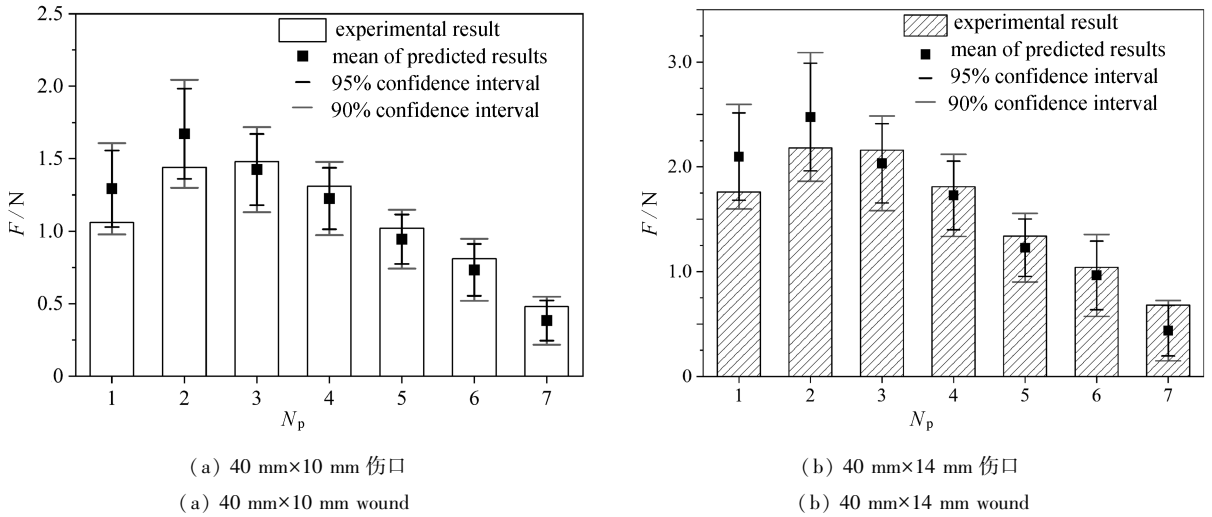 2.5
2.0
1.5
1.0
0.5
0
F/N
experimental result
mean of predicted results
95% confidence interval
90% confidence interval
1 2 3 4 5 6 7
Np
(a) 40 mm×10 mm 伤口
(a) 40 mm×10 mm wound
3.0
2.0
1.0
0
F/N
experimental result
mean of predicted results
95% confidence interval
90% confidence interval
1 2 3 4 5 6 7
Np
(b) 40 mm×14 mm 伤口
(b) 40 mm×14 mm wound